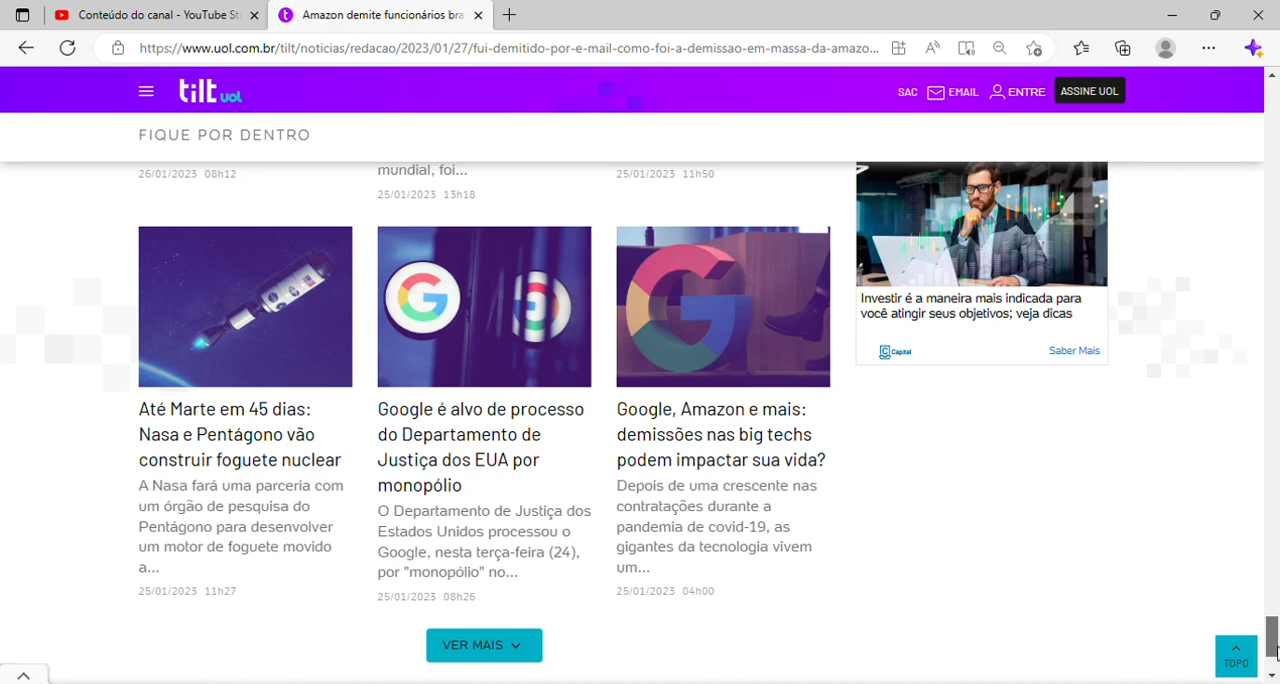 Conteúdo do canal - YouTube St
Amazon demite funcionários bra
https://www.uol.com.br/tilt/noticias/redacao/2023/01/27/fui-demitido-por-e-mail-como-foi-a-demissao-em-massa-da-amazo...
tilt uol
SAC EMAIL ENTRE ASSINE UOL
FIQUE POR DENTRO
26/01/2023 08h12
mundial, foi...
25/01/2023 13h18
25/01/2023 11h50
Até Marte em 45 dias:
Nasa e Pentágono vão
construir foguete nuclear
A Nasa fará uma parceria com
um órgão de pesquisa do
Pentágono para desenvolver
um motor de foguete movido
a...
25/01/2023 11h27
Google é alvo de processo
do Departamento de
Justiça dos EUA por
monopólio
O Departamento de Justiça dos
Estados Unidos processou o
Google, nesta terça-feira (24),
por "monopólio" no...
25/01/2023 08h26
Google, Amazon e mais:
demissões nas big techs
podem impactar sua vida?
Depois de uma crescente nas
contratações durante a
pandemia de covid-19, as
gigantes da tecnologia vivem
um...
25/01/2023 04h00
Investir é a maneira mais indicada para
você atingir seus objetivos; veja dicas
Capital
Saber Mais
VER MAIS
TOPO